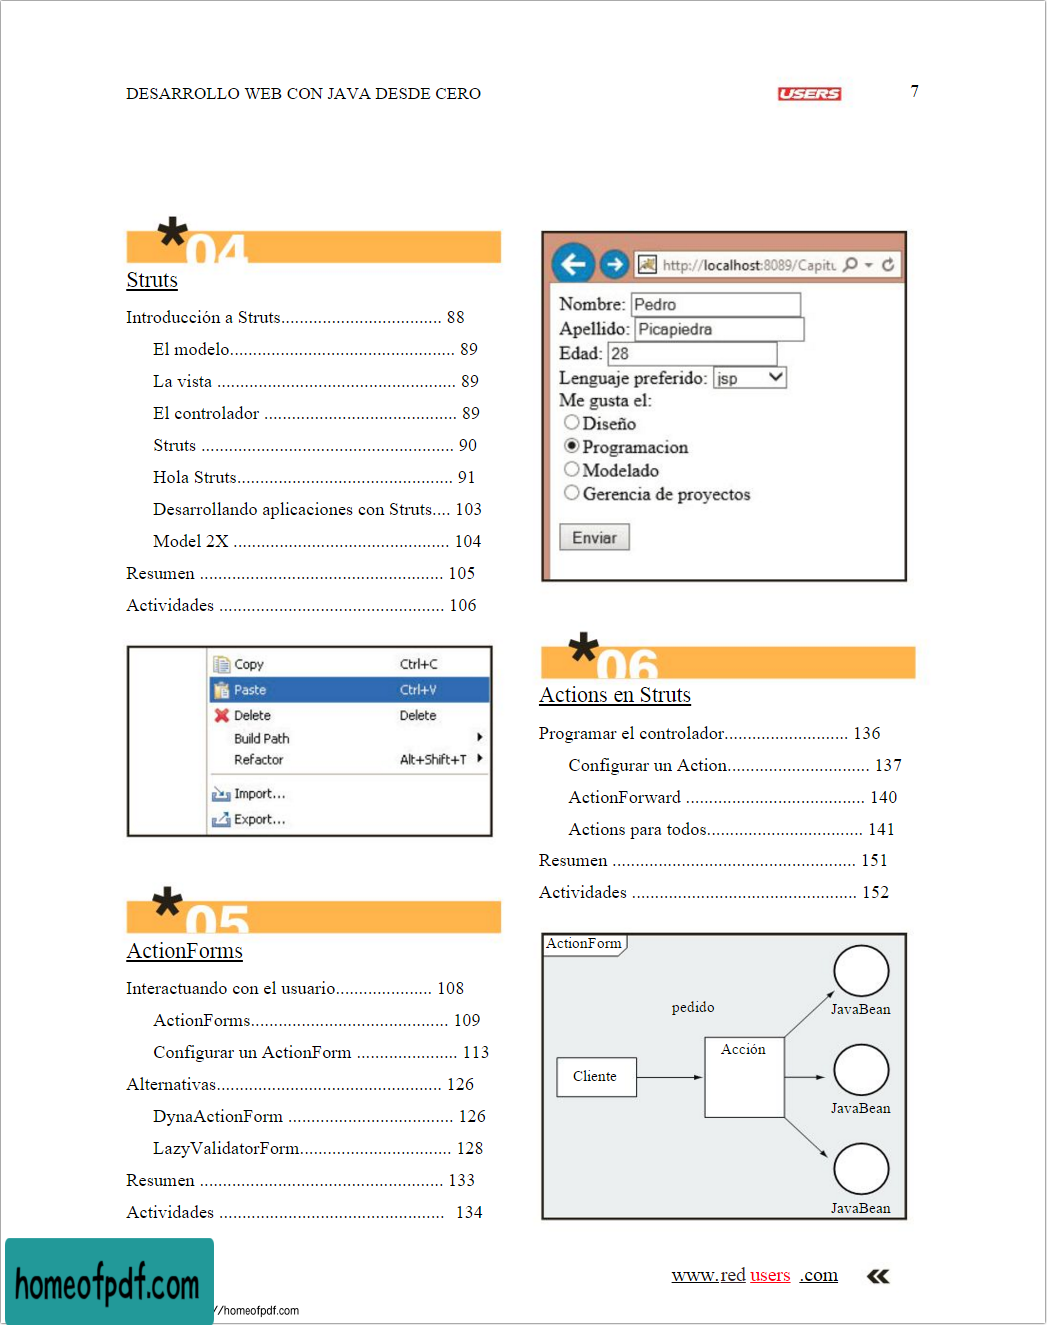 DESARROLLO WEB CON JAVA DESDE CERO
USERS
7
*04
Struts
Introducción a Struts................................... 88
El modelo................................................. 89
La vista .................................................... 89
El controlador .......................................... 89
Struts ....................................................... 90
Hola Struts............................................... 91
Desarrollando aplicaciones con Struts.... 103
Model 2X ............................................... 104
Resumen ..................................................... 105
Actividades ................................................. 106
Copy Ctrl+C
Paste Ctrl+V
Delete Delete
Build Path
Refactor Alt+Shift+T
Import...
Export...
*05
ActionForms
Interactuando con el usuario..................... 108
ActionForms........................................... 109
Configurar un ActionForm ...................... 113
Alternativas................................................. 126
DynaActionForm .................................... 126
LazyValidatorForm................................. 128
Resumen ..................................................... 133
Actividades ................................................. 134
http://localhost:8089/Capitu
Nombre: Pedro
Apellido: Picapiedra
Edad: 28
Lenguaje preferido: jsp
Me gusta el:
Diseño
Programacion
Modelado
Gerencia de proyectos
Enviar
*06
Actions en Struts
Programar el controlador........................... 136
Configurar un Action............................... 137
ActionForward ....................................... 140
Actions para todos.................................. 141
Resumen ..................................................... 151
Actividades ................................................. 152
ActionForm
pedido
JavaBean
Acción
Cliente
JavaBean
JavaBean
www.redusers.com
homeofpdf.com
//homeofpdf.com